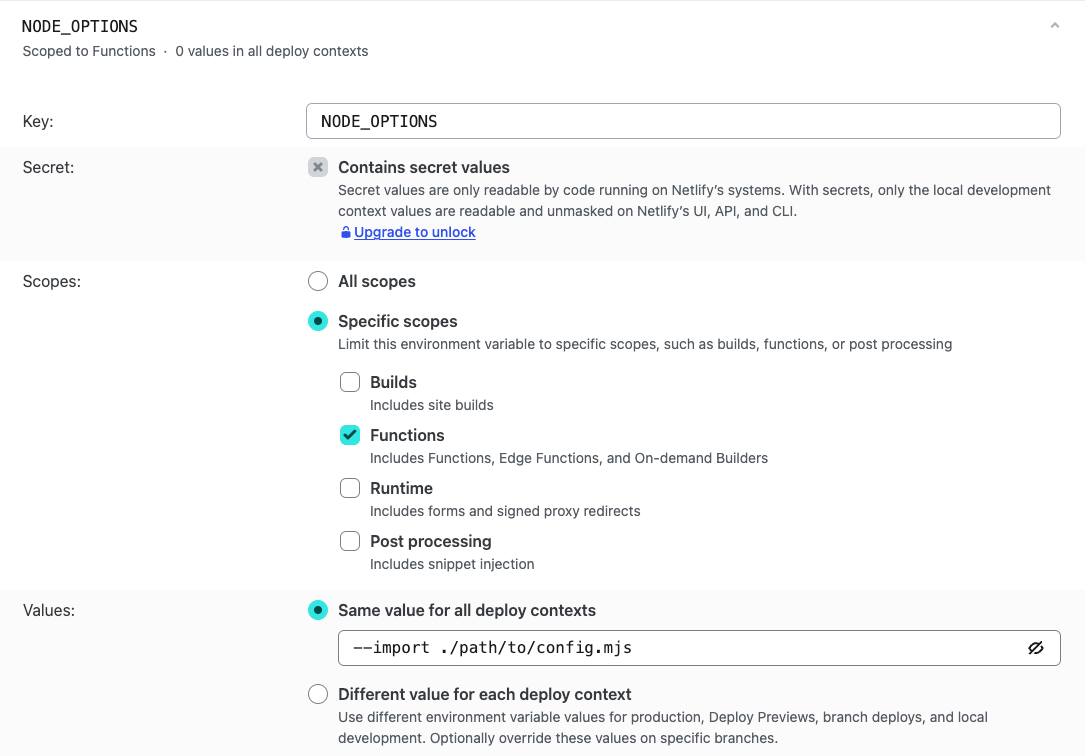 NODE_OPTIONS
Scoped to Functions · 0 values in all deploy contexts
Key:
NODE_OPTIONS
Secret:
Contains secret values
Secret values are only readable by code running on Netlify’s systems. With secrets, only the local development
context values are readable and unmasked on Netlify’s UI, API, and CLI.
Upgrade to unlock
Scopes:
All scopes
Specific scopes
Limit this environment variable to specific scopes, such as builds, functions, or post processing
Builds
Includes site builds
Functions
Includes Functions, Edge Functions, and On-demand Builders
Runtime
Includes forms and signed proxy redirects
Post processing
Includes snippet injection
Values:
Same value for all deploy contexts
--import ./path/to/config.mjs
Different value for each deploy context
Use different environment variable values for production, Deploy Previews, branch deploys, and local
development. Optionally override these values on specific branches.